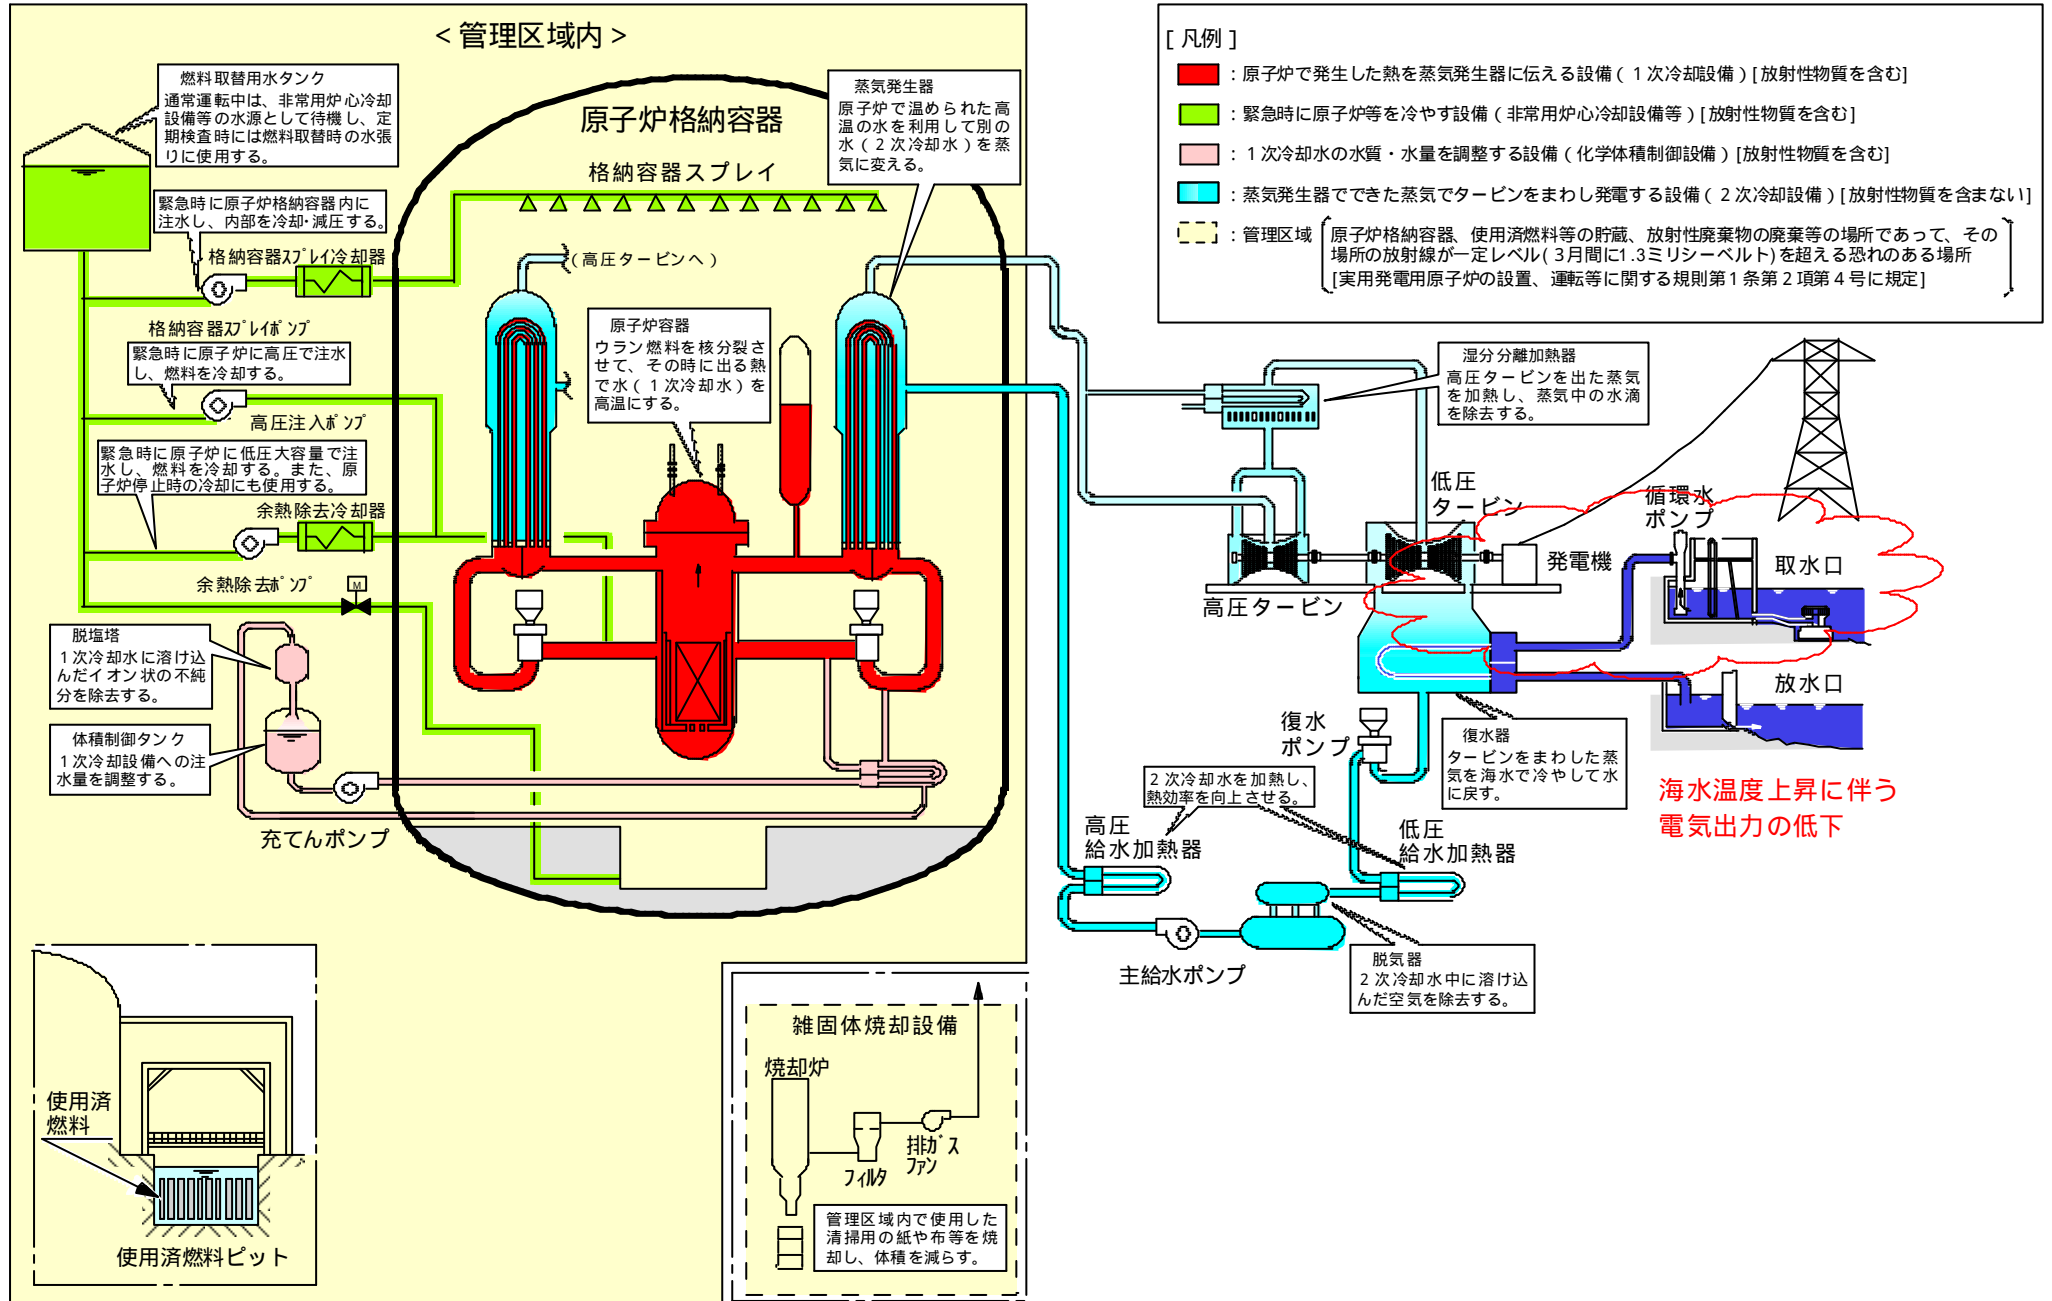 ＜管理区域内＞
燃料取替用水タンク
通常運転中は、非常用炉心冷却
設備等の水源として待機し、定
期検査時には燃料取替時の水張
りに使用する。
緊急時に原子炉格納容器内に
注水し、内部を冷却・減圧する。
格納容器ｽﾌﾟﾚｲ冷却器
格納容器ｽﾌﾟﾚｲﾎﾟﾝﾌﾟ
緊急時に原子炉に高圧で注水
し、燃料を冷却する。
高圧注入ﾎﾟﾝﾌﾟ
緊急時に原子炉に低圧大容量で注
水し、燃料を冷却する。また、原
子炉停止時の冷却にも使用する。
余熱除去冷却器
余熱除去ﾎﾟﾝﾌﾟ
M
脱塩塔
１次冷却水に溶け込
んだイオン状の不純
分を除去する。
体積制御タンク
１次冷却設備への注
水量を調整する。
充てんポンプ
原子炉格納容器
格納容器スプレイ
（高圧タービンへ）
蒸気発生器
原子炉で温められた高
温の水を利用して別の
水（２次冷却水）を蒸
気に変える。
原子炉容器
ウラン燃料を核分裂さ
せて、その時に出る熱
で水（１次冷却水）を
高温にする。
使用済
燃料
使用済燃料ピット
雑固体焼却設備
焼却炉
フィルタ
排ｶﾞｽ
ﾌｧﾝ
管理区域内で使用した
清掃用の紙や布等を焼
却し、体積を減らす。
[ 凡例 ]
：原子炉で発生した熱を蒸気発生器に伝える設備（１次冷却設備）[放射性物質を含む]
：緊急時に原子炉等を冷やす設備（非常用炉心冷却設備等）[放射性物質を含む]
：１次冷却水の水質・水量を調整する設備（化学体積制御設備）[放射性物質を含む]
：蒸気発生器でできた蒸気でタービンをまわし発電する設備（２次冷却設備）[放射性物質を含まない]
：管理区域
原子炉格納容器、使用済燃料等の貯蔵、放射性廃棄物の廃棄等の場所であって、その
場所の放射線が一定レベル(３月間に1.3ミリシーベルト)を超える恐れのある場所
[実用発電用原子炉の設置、運転等に関する規則第１条第２項第４号に規定]
湿分分離加熱器
高圧タービンを出た蒸気
を加熱し、蒸気中の水滴
を除去する。
低圧
タービン
高圧タービン
発電機
循環水
ポンプ
取水口
放水口
復水
ポンプ
復水器
タービンをまわした蒸
気を海水で冷やして水
に戻す。
海水温度上昇に伴う
電気出力の低下
２次冷却水を加熱し、
熱効率を向上させる。
高圧
給水加熱器
低圧
給水加熱器
主給水ポンプ
脱気器
２次冷却水中に溶け込
んだ空気を除去する。